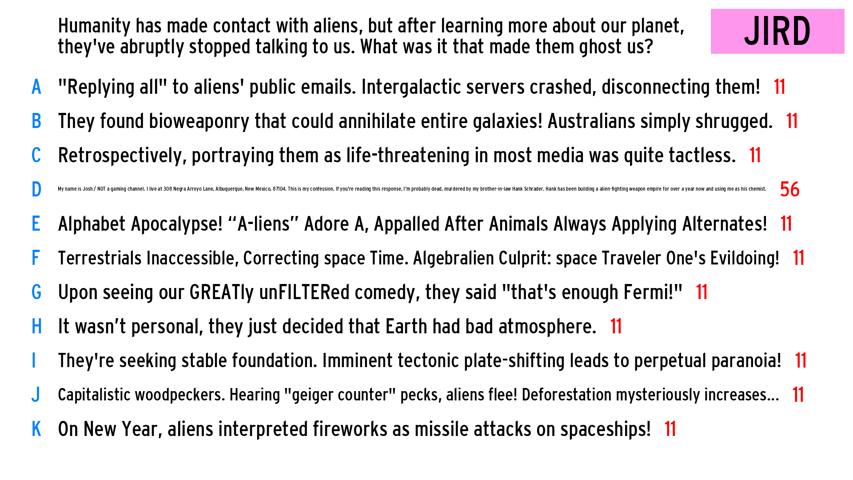 Humanity has made contact with aliens, but after learning more about our planet,
they've abruptly stopped talking to us. What was it that made them ghost us?
JIRD
A "Replying all" to aliens' public emails. Intergalactic servers crashed, disconnecting them! 11
B They found bioweaponry that could annihilate entire galaxies! Australians simply shrugged. 11
C Retrospectively, portraying them as life-threatening in most media was quite tactless. 11
D My name is Josh / NOT a gaming channel. I live at 308 Negra Arroyo Lane, Albuquerque, New Mexico, 87104. This is my confession. If you're reading this response, I'm probably dead, murdered by my brother-in-law Hank Schrader. Hank has been building a alien-fighting weapon empire for over a year now and using me as his chemist. 56
E Alphabet Apocalypse! “A-liens” Adore A, Appalled After Animals Always Applying Alternates! 11
F Terrestrials Inaccessible, Correcting space Time. Algebralien Culprit: space Traveler One's Evildoing! 11
G Upon seeing our GREATly unFILTERed comedy, they said "that's enough Fermi!" 11
H It wasn’t personal, they just decided that Earth had bad atmosphere. 11
I They're seeking stable foundation. Imminent tectonic plate-shifting leads to perpetual paranoia! 11
J Capitalistic woodpeckers. Hearing "geiger counter" pecks, aliens flee! Deforestation mysteriously increases... 11
K On New Year, aliens interpreted fireworks as missile attacks on spaceships! 11